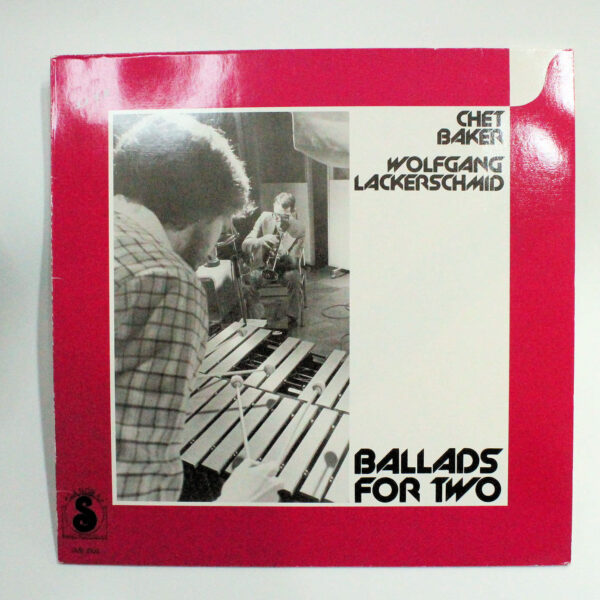 CHET
BAKER
WOLFGANG
LACKERSCHMID
BALLADS
FOR TWO
S